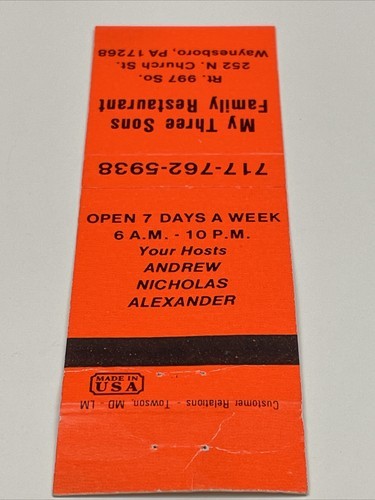 My Three Sons
Family Restaurant
Rt. 997 So.
252 N. Church St.
Waynesboro, PA 17268
717-762-5938
OPEN 7 DAYS A WEEK
6 A.M. - 10 P.M.
Your Hosts
ANDREW
NICHOLAS
ALEXANDER
MADE IN
USA
Customer Relations - Towson, MD - LM